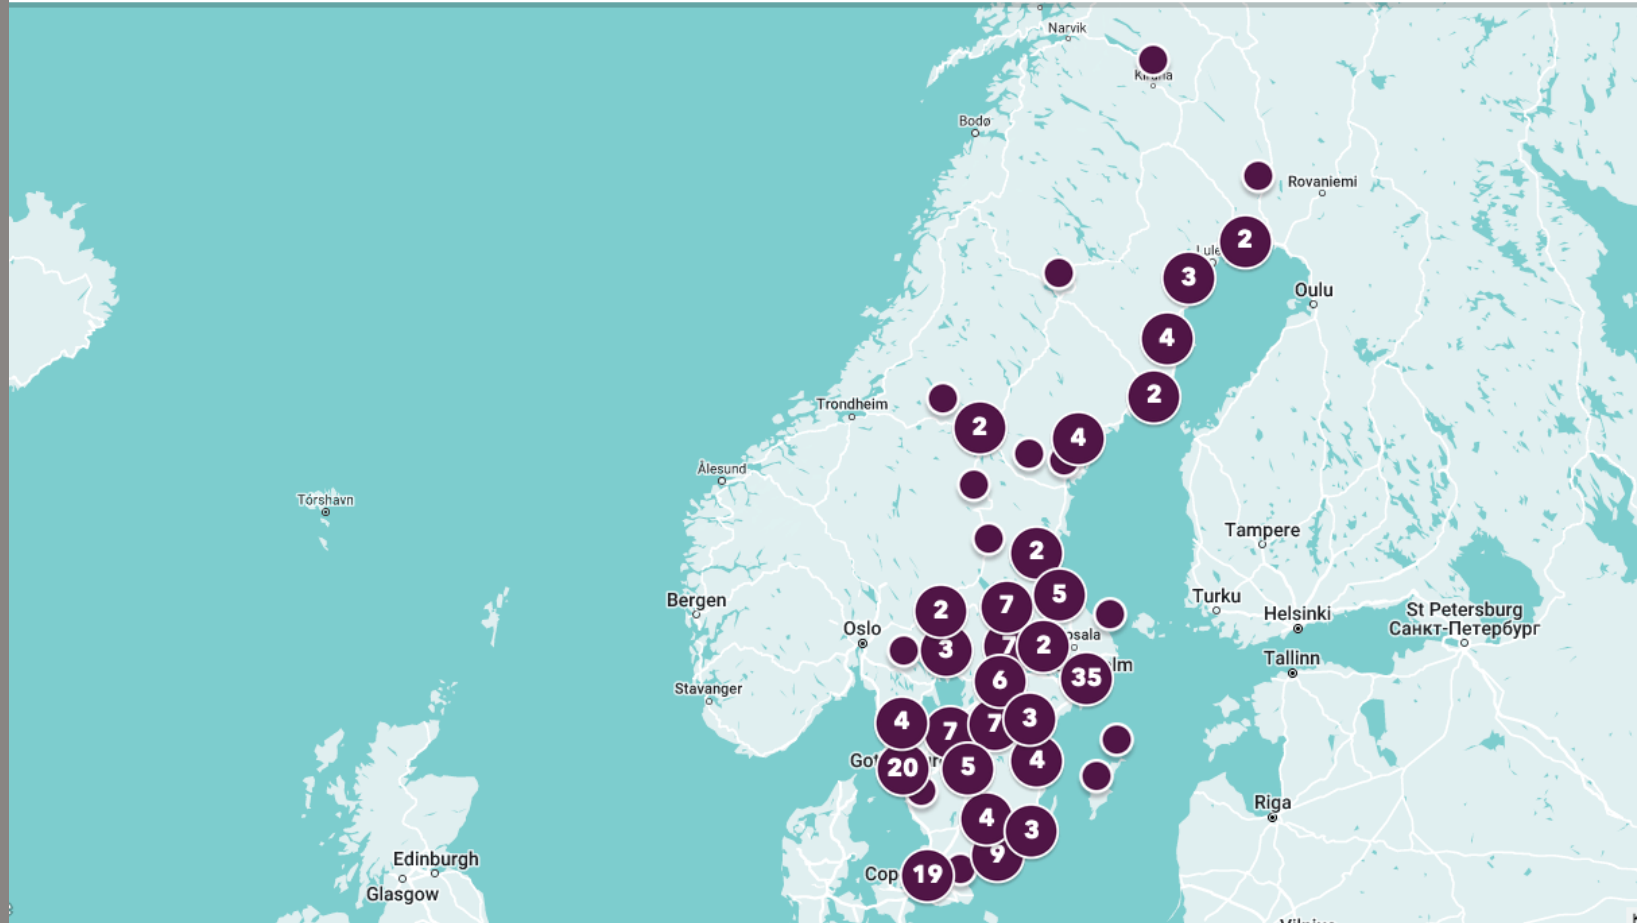 Narvik
Bodø
Rovaniemi
2
3
Oulu
4
2
Trondheim
2
4
Ålesund
Tórshavn
Tampere
2
5
7
2
Bergen
Turku
Helsinki
St Petersburg
Санкт-Петербург
Oslo
7
2
3
Tallinn
35
6
Stavanger
4
7
7
3
20
5
4
Riga
4
3
9
Edinburgh
19
Glasgow